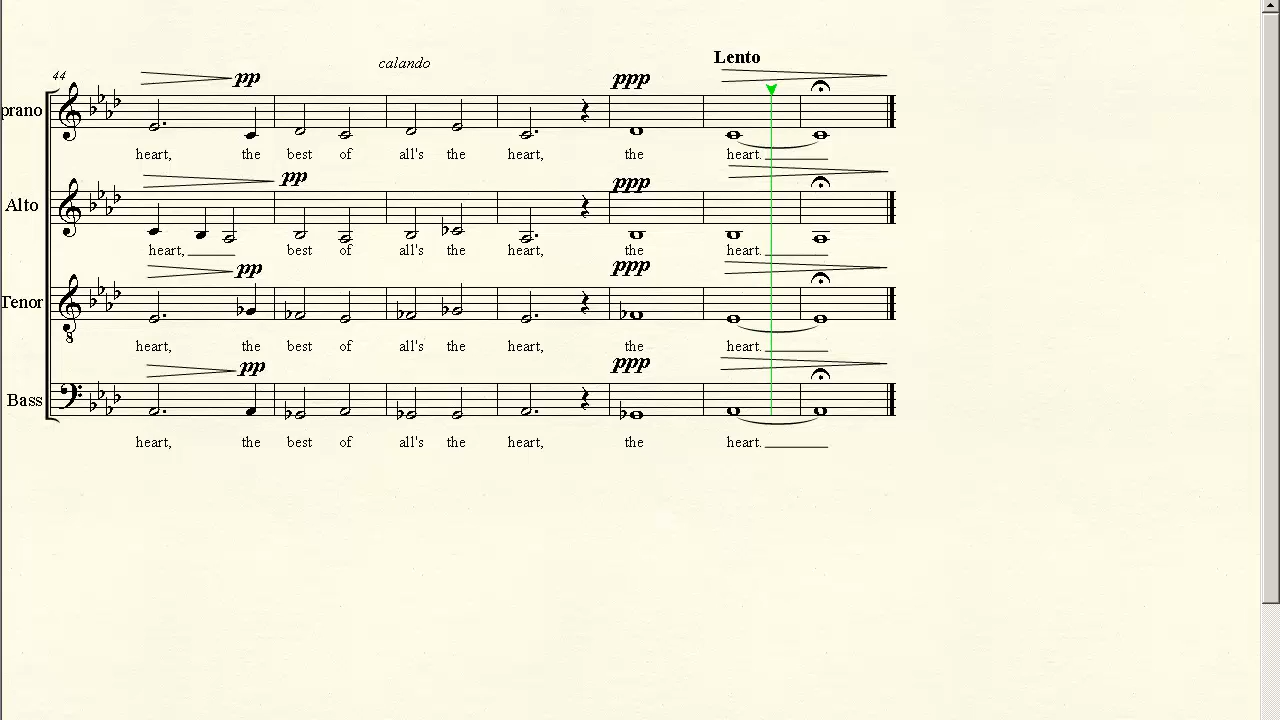 Lento
calando
44 pp ppp
prano
heart, the best of all's the heart, the heart.
pp ppp
Alto
heart, best of all's the heart, the heart.
pp ppp
Tenor
8
heart, the best of all's the heart, the heart.
pp ppp
Bass
heart, the best of all's the heart, the heart.